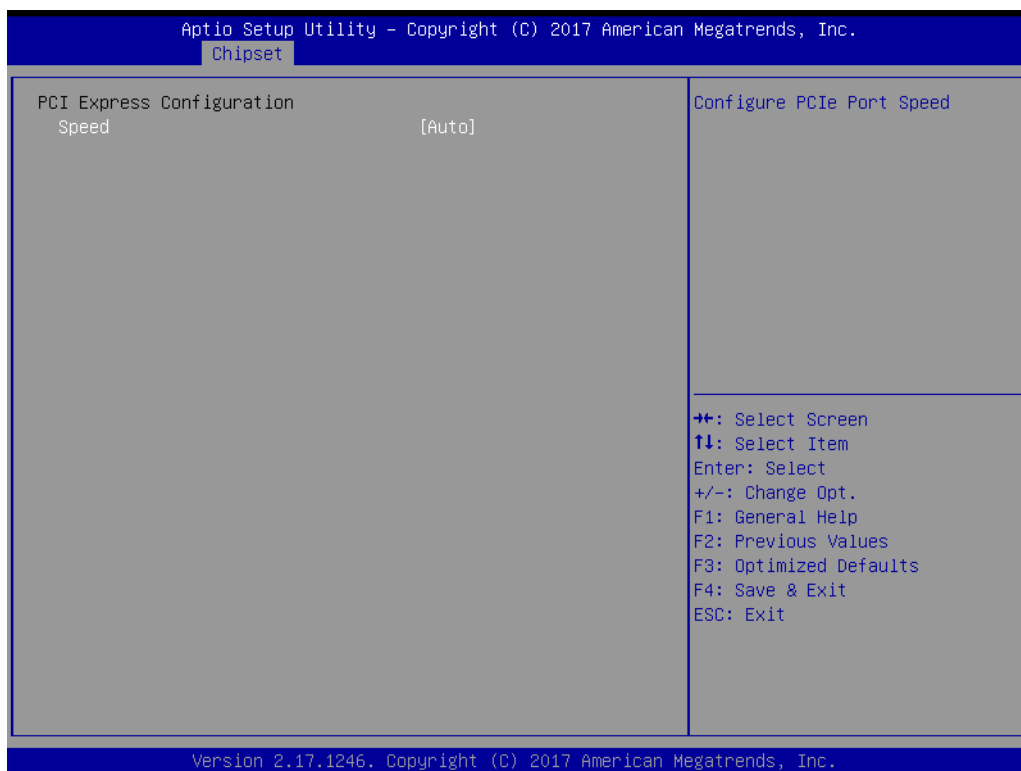 Aptio Setup Utility – Copyright (C) 2017 American Megatrends, Inc.
Chipset
PCI Express Configuration
Speed [Auto]
Configure PCIe Port Speed
→←: Select Screen
↑↓: Select Item
Enter: Select
+/-: Change Opt.
F1: General Help
F2: Previous Values
F3: Optimized Defaults
F4: Save & Exit
ESC: Exit
Version 2.17.1246. Copyright (C) 2017 American Megatrends, Inc.